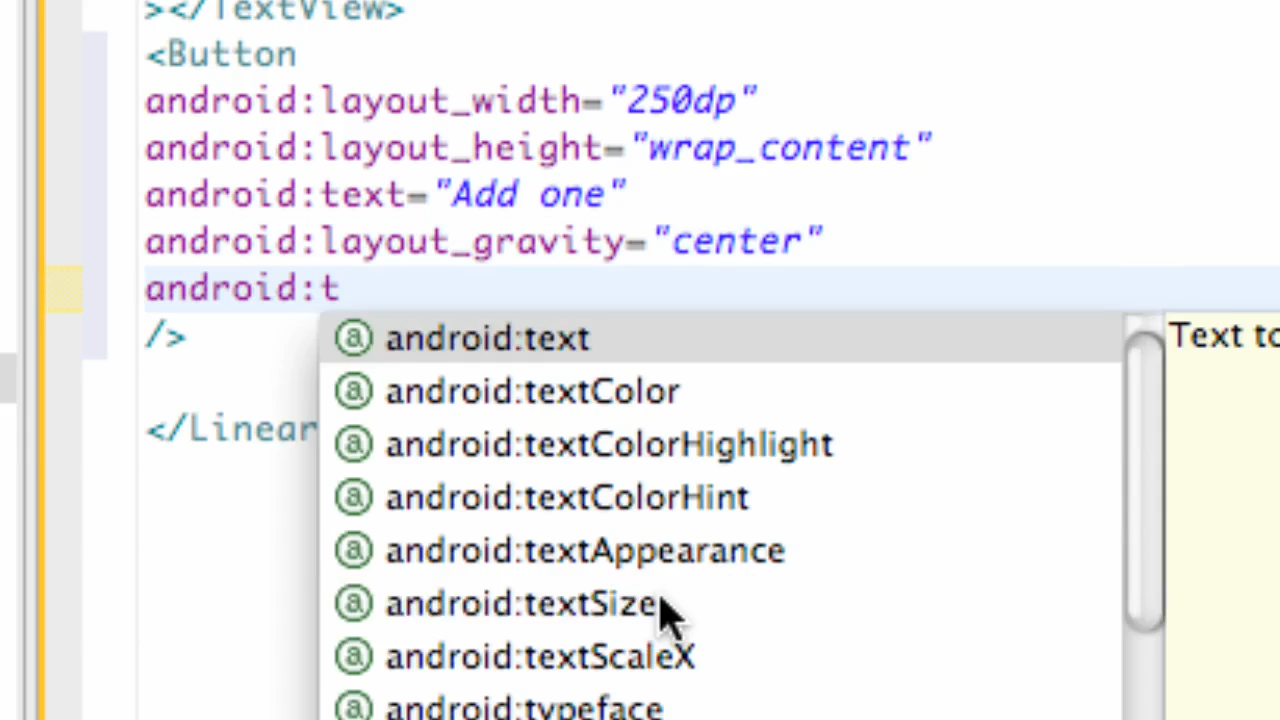 ></TextView>
<Button
android:layout_width="250dp"
android:layout_height="wrap_content"
android:text="Add one"
android:layout_gravity="center"
android:t
/>
android:text
Text to
android:textColor
</Linear
android:textColorHighlight
android:textColorHint
android:textAppearance
android:textSize
android:textScaleX
android:typeface